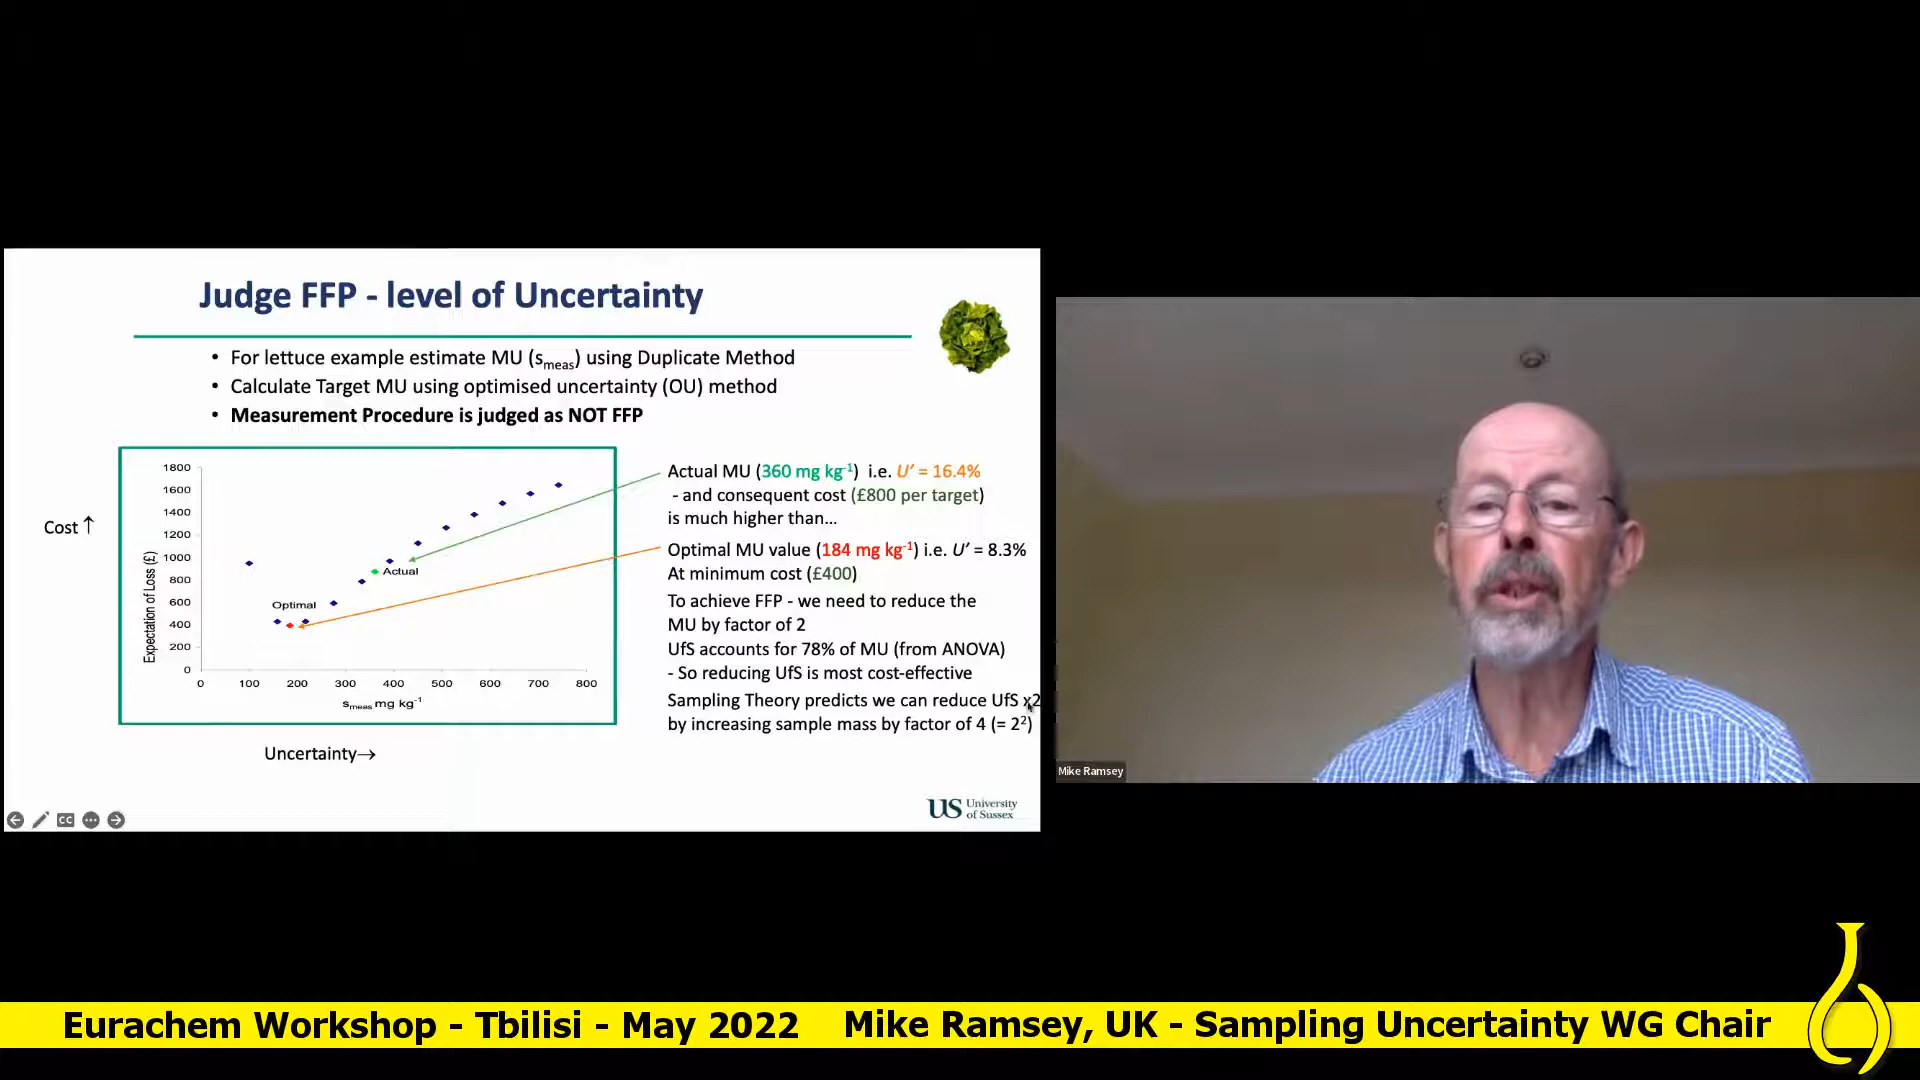 Judge FFP - level of Uncertainty
• For lettuce example estimate MU (smeas) using Duplicate Method
• Calculate Target MU using optimised uncertainty (OU) method
• Measurement Procedure is judged as NOT FFP
Cost ↑
Expectation of Loss (£)
1800
1600
1400
1200
1000
800
600
400
200
0
Actual
Optimal
0 100 200 300 400 500 600 700 800
smeas mg kg-1
Uncertainty→
Actual MU (360 mg kg-1) i.e. U' = 16.4%
- and consequent cost (£800 per target)
is much higher than...
Optimal MU value (184 mg kg-1) i.e. U' = 8.3%
At minimum cost (£400)
To achieve FFP - we need to reduce the
MU by factor of 2
UfS accounts for 78% of MU (from ANOVA)
- So reducing UfS is most cost-effective
Sampling Theory predicts we can reduce UfS x2
by increasing sample mass by factor of 4 (= 2²)
US University
of Sussex
CC
Mike Ramsey
Eurachem Workshop - Tbilisi - May 2022 Mike Ramsey, UK - Sampling Uncertainty WG Chair